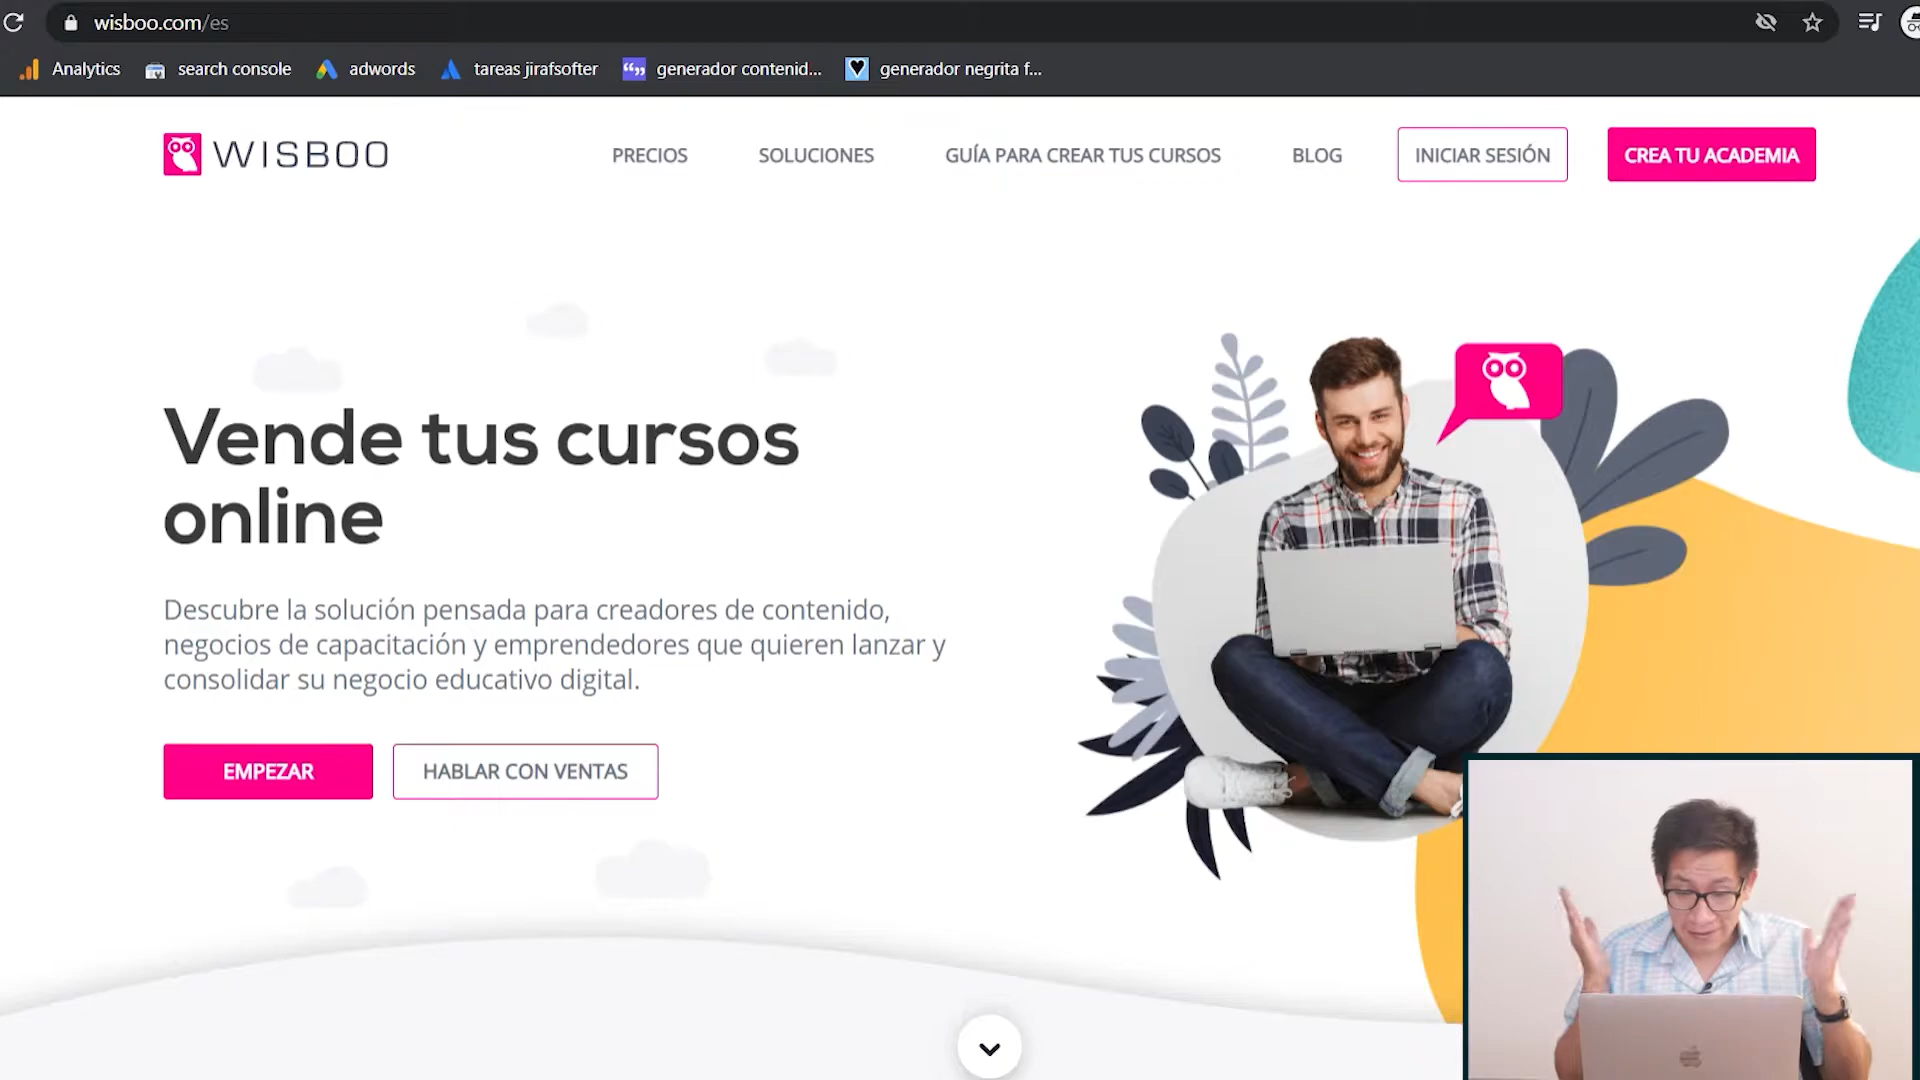 wisboo.com/es
Analytics search console adwords tareas jirafsofter generador contenid... generador negrita f...
WISBOO PRECIOS SOLUCIONES GUÍA PARA CREAR TUS CURSOS BLOG INICIAR SESIÓN CREA TU ACADEMIA
Vende tus cursos
online
Descubre la solución pensada para creadores de contenido,
negocios de capacitación y emprendedores que quieren lanzar y
consolidar su negocio educativo digital.
EMPEZAR HABLAR CON VENTAS